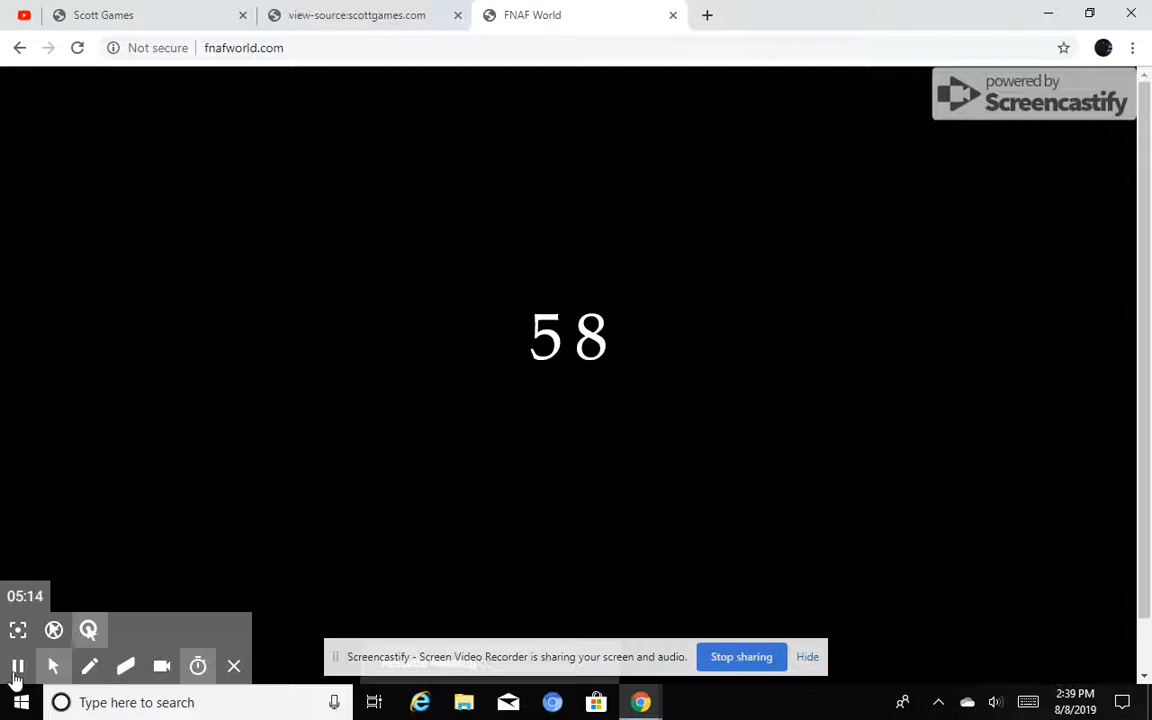 Scott Games
view-source:scottgames.com
FNAF World
Not secure
fnafworld.com
powered by
Screencastify
58
05:14
Screencastify - Screen Video Recorder is sharing your screen and audio.
Stop sharing
Hide
Type here to search
2:39 PM
8/8/2019